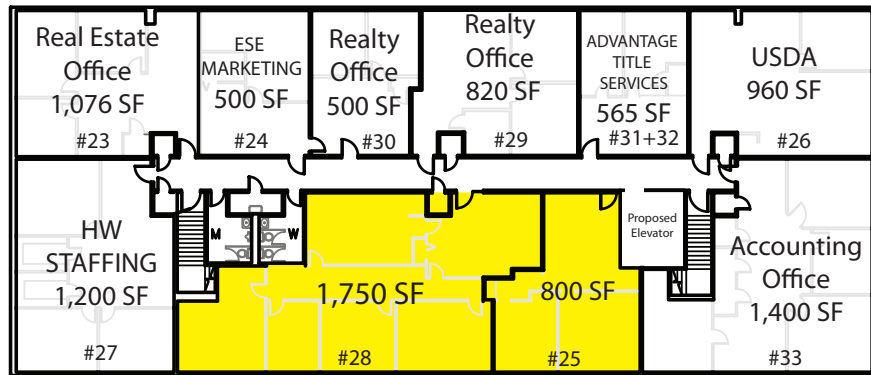 Real Estate
Office
1,076 SF
#23
ESE
MARKETING
500 SF
#24
Realty
Office
500 SF
#30
Realty
Office
820 SF
#29
ADVANTAGE
TITLE
SERVICES
565 SF
#31+32
USDA
960 SF
#26
HW
STAFFING
1,200 SF
#27
M
W
1,750 SF
#28
800 SF
#25
Proposed
Elevator
Accounting
Office
1,400 SF
#33